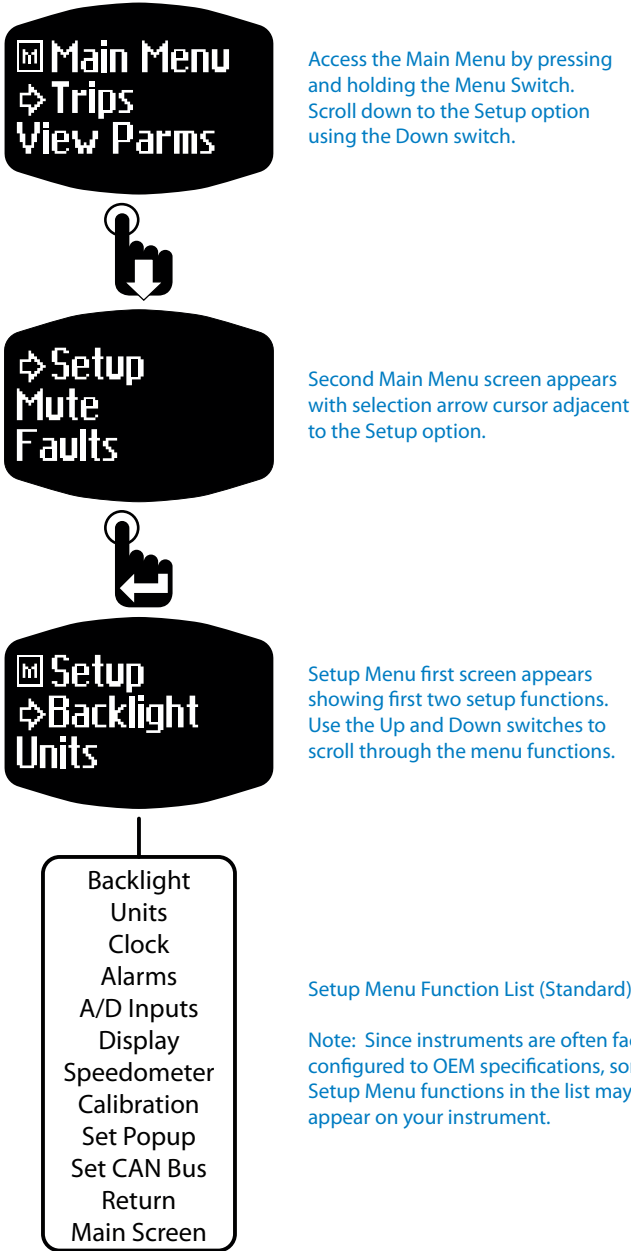 Main Menu
Trips
View Parms
Access the Main Menu by pressing
and holding the Menu Switch.
Scroll down to the Setup option
using the Down switch.
Setup
Mute
Faults
Second Main Menu screen appears
with selection arrow cursor adjacent
to the Setup option.
M Setup
Backlight
Units
Setup Menu first screen appears
showing first two setup functions.
Use the Up and Down switches to
scroll through the menu functions.
Backlight
Units
Clock
Alarms
A/D Inputs
Display
Speedometer
Calibration
Set Popup
Set CAN Bus
Return
Main Screen
Setup Menu Function List (Standard)
Note: Since instruments are often
configured to OEM specifications,
Setup Menu functions in the list may
appear on your instrument.